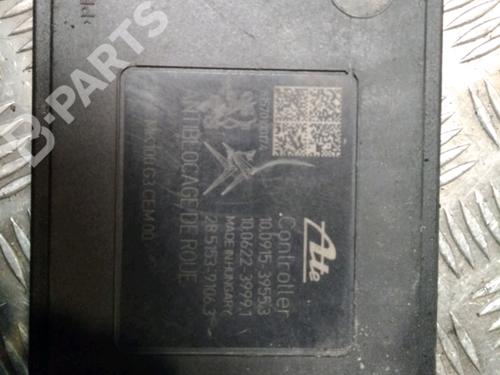 Ate
Controller
10.0915-3955.3
10.0622-3999.1
MADE IN HUNGARY
28.5153-9106.3
ANTIBLOCAGE DE ROUE
B-PARTS